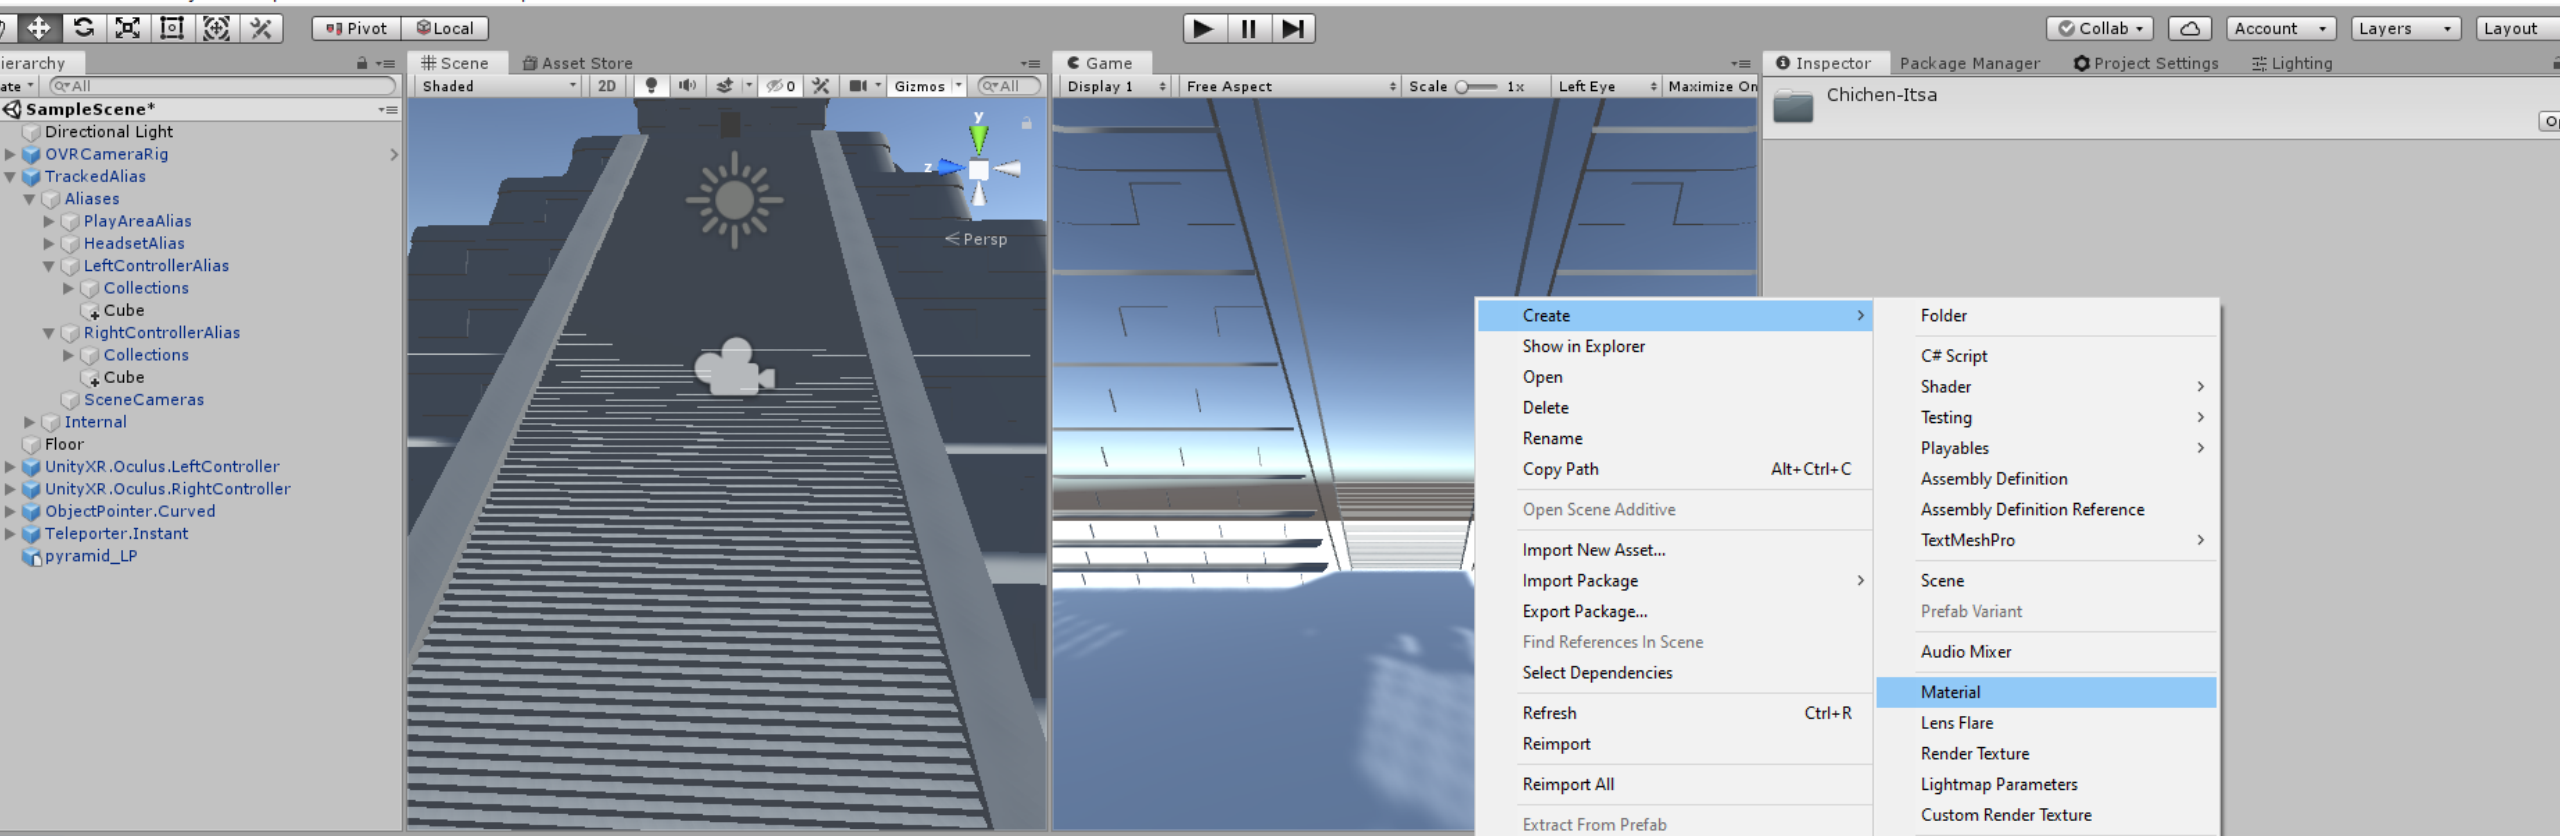 Pivot Local
Collab Account Layers Layout
ierarchy
Scene Asset Store
Game
Inspector Package Manager Project Settings Lighting
ate All
Shaded 2D 0 Gizmos All
Display 1 Free Aspect Scale 1x Left Eye Maximize On
Chichen-Itsa
Op
SampleScene*
Directional Light
OVRCameraRig
TrackedAlias
Aliases
PlayAreaAlias
HeadsetAlias
LeftControllerAlias
Collections
Cube
RightControllerAlias
Collections
Cube
SceneCameras
Internal
Floor
UnityXR.Oculus.LeftController
UnityXR.Oculus.RightController
ObjectPointer.Curved
Teleporter.Instant
pyramid_LP
y
z
Persp
Create
Show in Explorer
Open
Delete
Rename
Copy Path Alt+Ctrl+C
Open Scene Additive
Import New Asset...
Import Package
Export Package...
Find References In Scene
Select Dependencies
Refresh Ctrl+R
Reimport
Reimport All
Extract From Prefab
Folder
C# Script
Shader
Testing
Playables
Assembly Definition
Assembly Definition Reference
TextMeshPro
Scene
Prefab Variant
Audio Mixer
Material
Lens Flare
Render Texture
Lightmap Parameters
Custom Render Texture